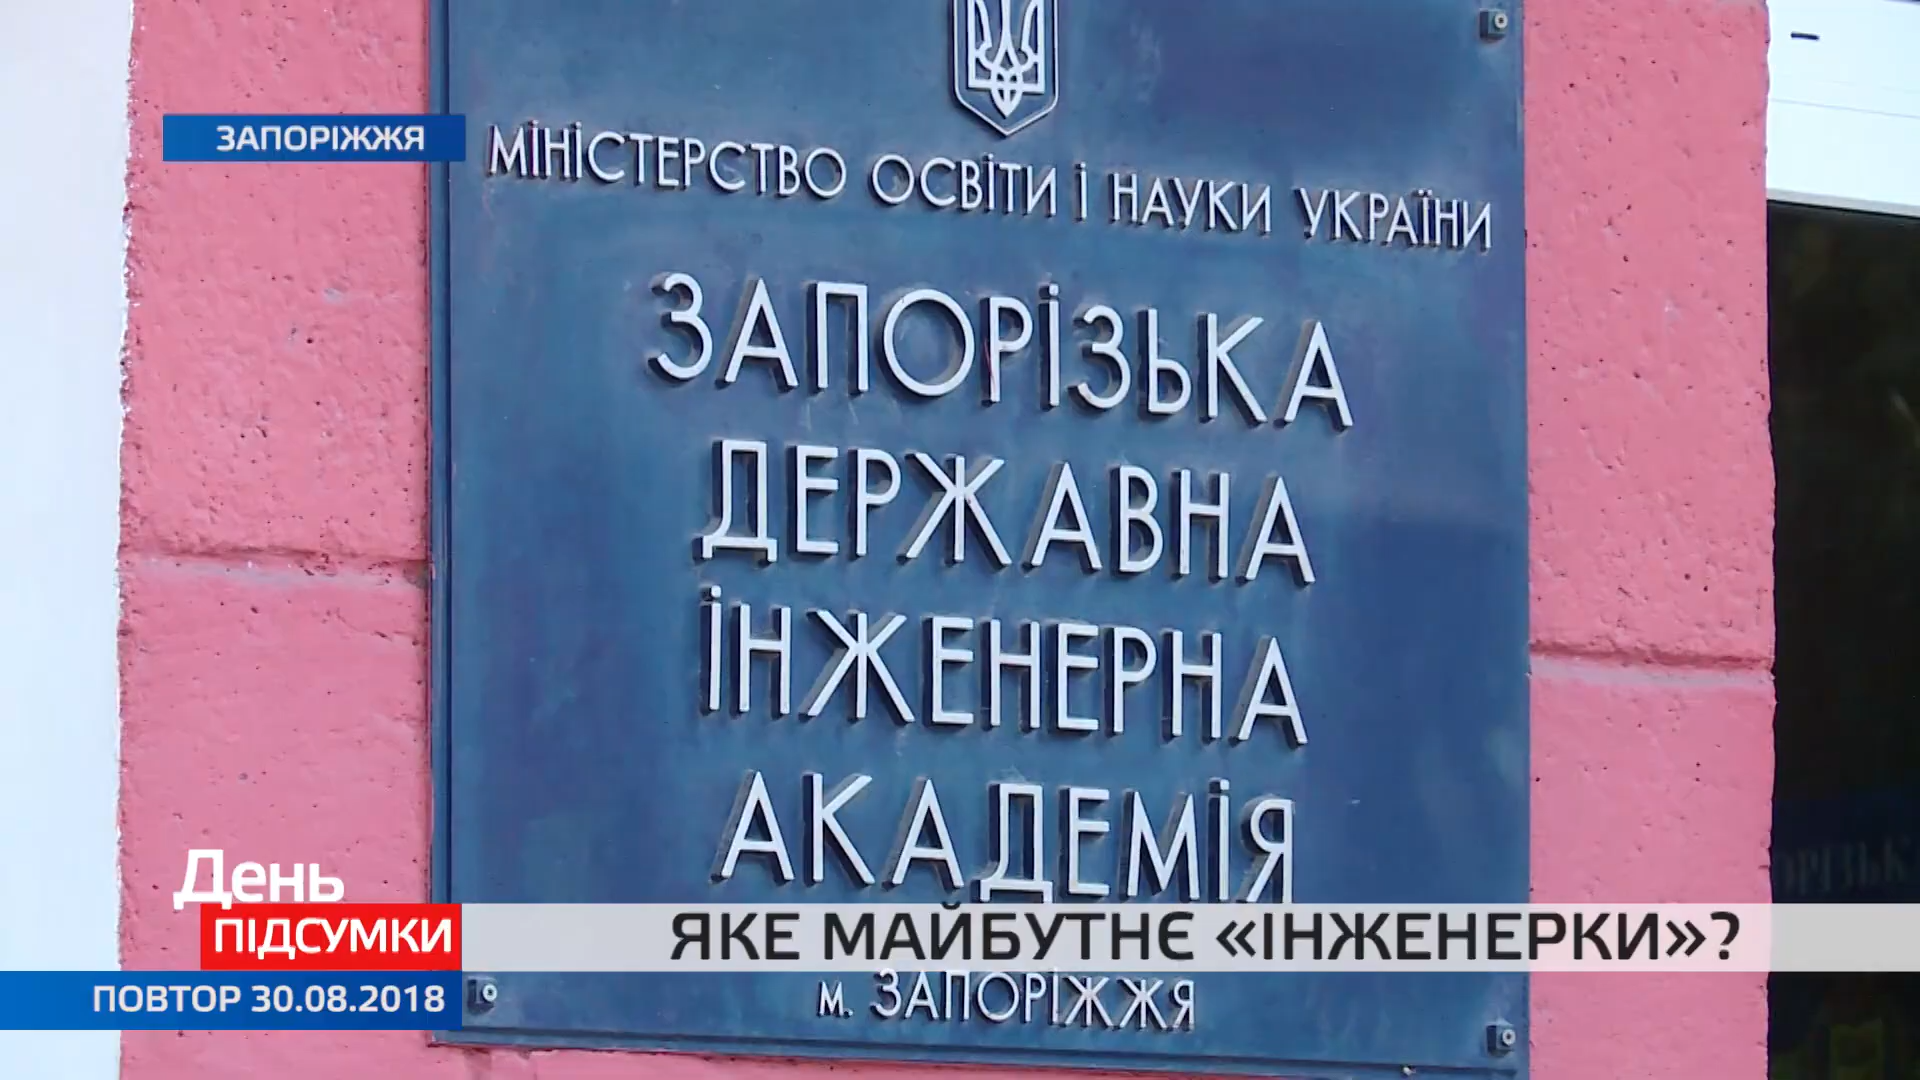 ЗАПОРІЖЖЯ
МІНІСТЕРСТВО ОСВІТИ І НАУКИ УКРАЇНИ
ЗАПОРІЗЬКА
ДЕРЖАВНА
ІНЖЕНЕРНА
АКАДЕМІЯ
День
ПІДСУМКИ
ЯКЕ МАЙБУТНЄ «ІНЖЕНЕРКИ»?
ПОВТОР 30.08.2018
м. ЗАПОРІЖЖЯ